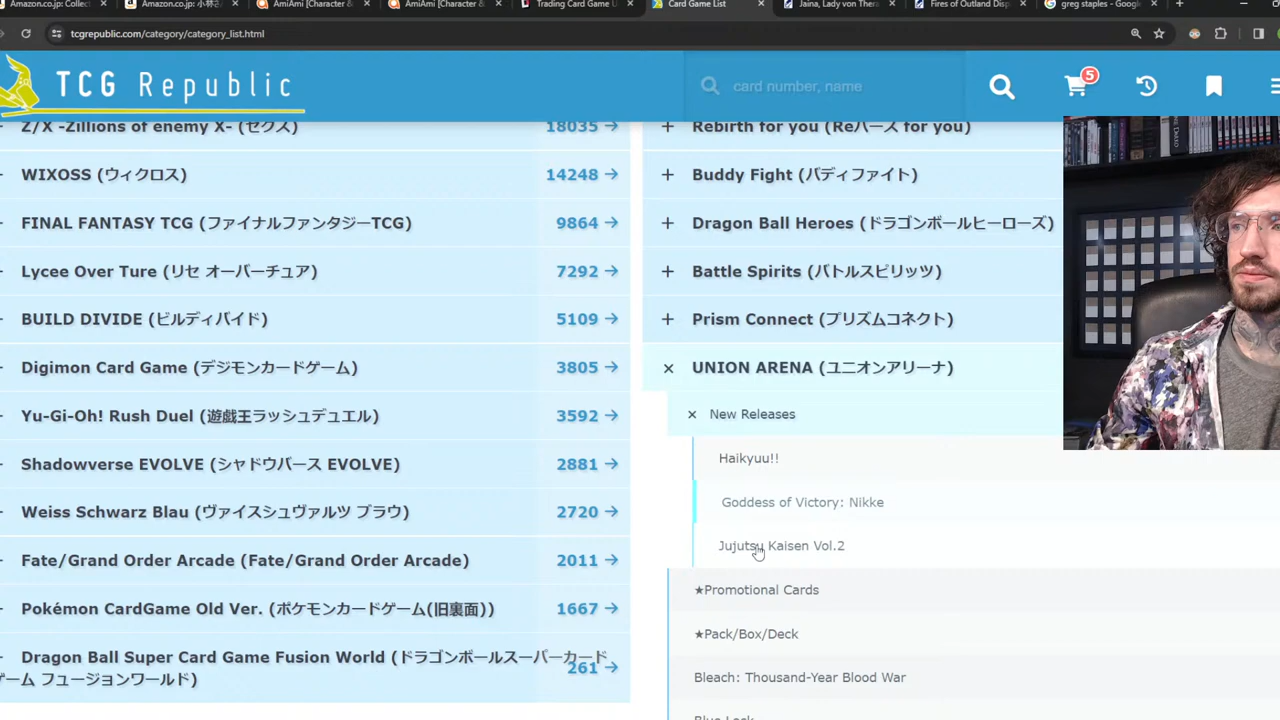 Amazon.co.jp: Collect
Amazon.co.jp: 小林さ
AmiAmi [Character &
AmiAmi [Character &
Trading Card Game Li
Card Game List
Jaina, Lady von Thera
Fires of Outland Disp
greg staples - Google
tcgrepublic.com/category/category_list.html
TCG Republic
card number, name
5
Z/X -Zillions of enemy X- (ゼクス)
18035
WIXOSS (ウィクロス)
14248
FINAL FANTASY TCG (ファイナルファンタジーTCG)
9864
Lycee Over Ture (リセ オーバーチュア)
7292
BUILD DIVIDE (ビルディバイド)
5109
Digimon Card Game (デジモンカードゲーム)
3805
Yu-Gi-Oh! Rush Duel (遊戯王ラッシュデュエル)
3592
Shadowverse EVOLVE (シャドウバース EVOLVE)
2881
Weiss Schwarz Blau (ヴァイスシュヴァルツ ブラウ)
2720
Fate/Grand Order Arcade (Fate/Grand Order Arcade)
2011
Pokémon CardGame Old Ver. (ポケモンカードゲーム(旧裏面))
1667
Dragon Ball Super Card Game Fusion World (ドラゴンボールスーパーカード
ゲーム フュージョンワールド)
261
Rebirth for you (Reバース for you)
Buddy Fight (バディファイト)
Dragon Ball Heroes (ドラゴンボールヒーローズ)
Battle Spirits (バトルスピリッツ)
Prism Connect (プリズムコネクト)
UNION ARENA (ユニオンアリーナ)
New Releases
Haikyuu!!
Goddess of Victory: Nikke
Jujutsu Kaisen Vol.2
★Promotional Cards
★Pack/Box/Deck
Bleach: Thousand-Year Blood War
Blue Lock